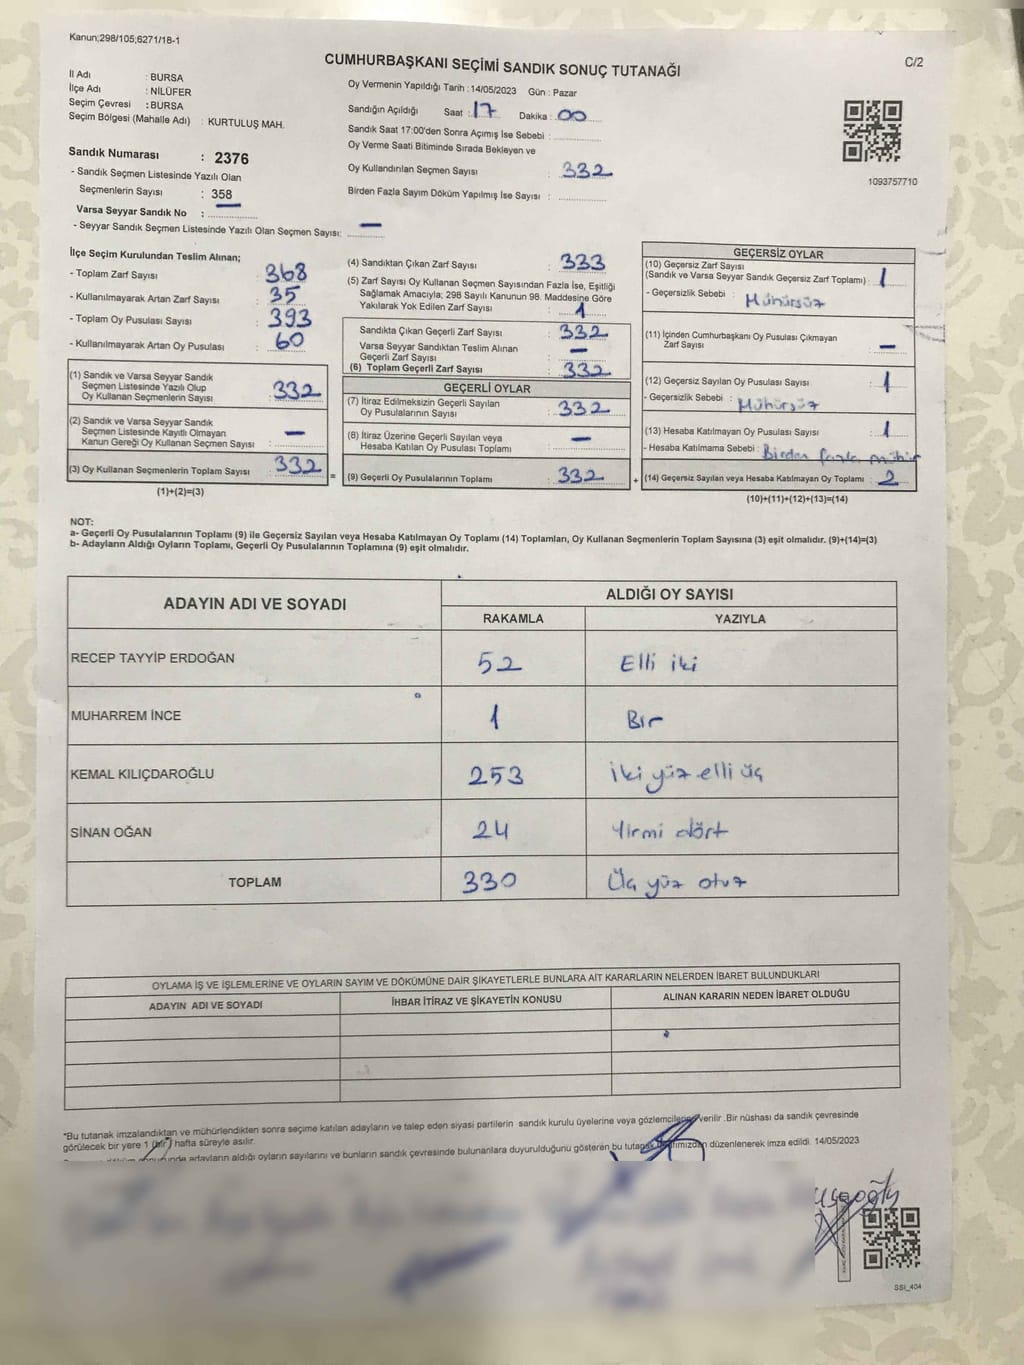 Kanun;298/105;6271/18-1
CUMHURBAŞKANI SEÇİMİ SANDIK SONUÇ TUTANAĞI
C/2
İl Adı : BURSA
İlçe Adı : NİLÜFER
Seçim Çevresi : BURSA
Seçim Bölgesi (Mahalle Adı) : KURTULUŞ MAH.
Sandık Numarası : 2376
- Sandık Seçmen Listesinde Yazılı Olan
Seçmenlerin Sayısı : 358
Varsa Seyyar Sandık No : —
- Seyyar Sandık Seçmen Listesinde Yazılı Olan Seçmen Sayısı: —
Oy Vermenin Yapıldığı Tarih : 14/05/2023 Gün : Pazar
Sandığın Açıldığı Saat : 17 Dakika : 00
Sandık Saat 17:00'den Sonra Açımış İse Sebebi :
Oy Verme Saati Bitiminde Sırada Bekleyen ve
Oy Kullandırılan Seçmen Sayısı : 332
Birden Fazla Sayım Döküm Yapılmış İse Sayısı :
1093757710
İlçe Seçim Kurulundan Teslim Alınan;
- Toplam Zarf Sayısı : 368
- Kullanılmayarak Artan Zarf Sayısı : 35
- Toplam Oy Pusulası Sayısı : 393
- Kullanılmayarak Artan Oy Pusulası : 60
(1) Sandık ve Varsa Seyyar Sandık
Seçmen Listesinde Yazılı Olup
Oy Kullanan Seçmenlerin Sayısı : 332
(2) Sandık ve Varsa Seyyar Sandık
Seçmen Listesinde Kayıtlı Olmayan
Kanun Gereği Oy Kullanan Seçmen Sayısı : —
(3) Oy Kullanan Seçmenlerin Toplam Sayısı : 332
(1)+(2)=(3)
=
(4) Sandıktan Çıkan Zarf Sayısı : 333
(5) Zarf Sayısı Oy Kullanan Seçmen Sayısından Fazla İse, Eşitliği
Sağlamak Amacıyla; 298 Sayılı Kanunun 98. Maddesine Göre
Yakılarak Yok Edilen Zarf Sayısı : 1
Sandıkta Çıkan Geçerli Zarf Sayısı : 332
Varsa Seyyar Sandıktan Teslim Alınan
Geçerli Zarf Sayısı : —
(6) Toplam Geçerli Zarf Sayısı : 332
GEÇERLİ OYLAR
(7) İtiraz Edilmeksizin Geçerli Sayılan
Oy Pusulalarının Sayısı : 332
(8) İtiraz Üzerine Geçerli Sayılan veya
Hesaba Katılan Oy Pusulası Toplamı : —
(9) Geçerli Oy Pusulalarının Toplamı : 332
+
GEÇERSİZ OYLAR
(10) Geçersiz Zarf Sayısı
(Sandık ve Varsa Seyyar Sandık Geçersiz Zarf Toplamı) : 1
- Geçersizlik Sebebi : Mühürsüz
(11) İçinden Cumhurbaşkanı Oy Pusulası Çıkmayan
Zarf Sayısı : —
(12) Geçersiz Sayılan Oy Pusulası Sayısı : 1
- Geçersizlik Sebebi : Mühürsüz
(13) Hesaba Katılmayan Oy Pusulası Sayısı : 1
- Hesaba Katılmama Sebebi : Birden fazla mühür
(14) Geçersiz Sayılan veya Hesaba Katılmayan Oy Toplamı : 2
(10)+(11)+(12)+(13)=(14)
NOT:
a- Geçerli Oy Pusulalarının Toplamı (9) ile Geçersiz Sayılan veya Hesaba Katılmayan Oy Toplamı (14) Toplamları, Oy Kullanan Seçmenlerin Toplam Sayısına (3) eşit olmalıdır. (9)+(14)=(3)
b- Adayların Aldığı Oyların Toplamı, Geçerli Oy Pusulalarının Toplamına (9) eşit olmalıdır.
ADAYIN ADI VE SOYADI
ALDIĞI OY SAYISI
RAKAMLA YAZIYLA
RECEP TAYYİP ERDOĞAN 52 Elli iki
MUHARREM İNCE 1 Bir
KEMAL KILIÇDAROĞLU 253 İki yüz elli üç
SİNAN OĞAN 24 Yirmi dört
TOPLAM 330 Üç yüz otuz
OYLAMA İŞ VE İŞLEMLERİNE VE OYLARIN SAYIM VE DÖKÜMÜNE DAİR ŞİKAYETLERLE BUNLARA AİT KARARLARIN NELERDEN İBARET BULUNDUKLARI
ADAYIN ADI VE SOYADI İHBAR İTİRAZ VE ŞİKAYETİN KONUSU ALINAN KARARIN NEDEN İBARET OLDUĞU
"Bu tutanak imzalandıktan ve mühürlendikten sonra seçime katılan adayların ve talep eden siyasi partilerin sandık kurulu üyelerine veya gözlemcilerine verilir .Bir nüshası da sandık çevresinde
görülecek bir yere 1 (bir) hafta süreyle asılır.
adayların aldığı oyların sayılarını ve bunların sandık çevresinde bulunanlara duyurulduğunu gösteren bu tutanak düzenlenerek imza edildi. 14/05/2023
SSI_404